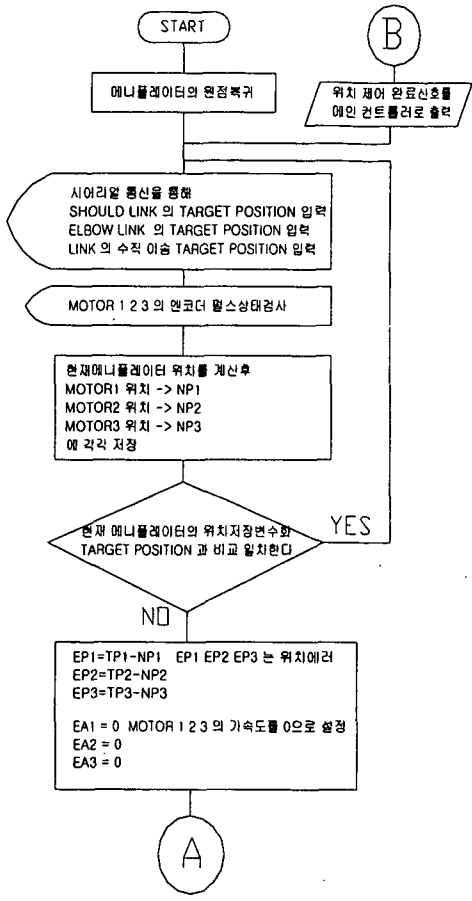 START
B
메니퓰레이터의 원점복귀
위치 제어 완료신호를
메인 컨트롤러로 출력
시어리얼 통신을 통해
SHOULD LINK 의 TARGET POSITION 입력
ELBOW LINK 의 TARGET POSITION 입력
LINK 의 수직 이송 TARGET POSITION 입력
MOTOR 1 2 3 의 엔코더 펄스상태검사
현재메니퓰레이터 위치를 계산후
MOTOR1 위치 -> NP1
MOTOR2 위치 -> NP2
MOTOR3 위치 -> NP3
에 각각 저장
현재 메니퓰레이터의 위치저장변수화
TARGET POSITION 과 비교 일치한다
YES
NO
EP1=TP1-NP1 EP1 EP2 EP3 는 위치에러
EP2=TP2-NP2
EP3=TP3-NP3
EA1 = 0 MOTOR 1 2 3 의 가속도를 0으로 설정
EA2 = 0
EA3 = 0
A